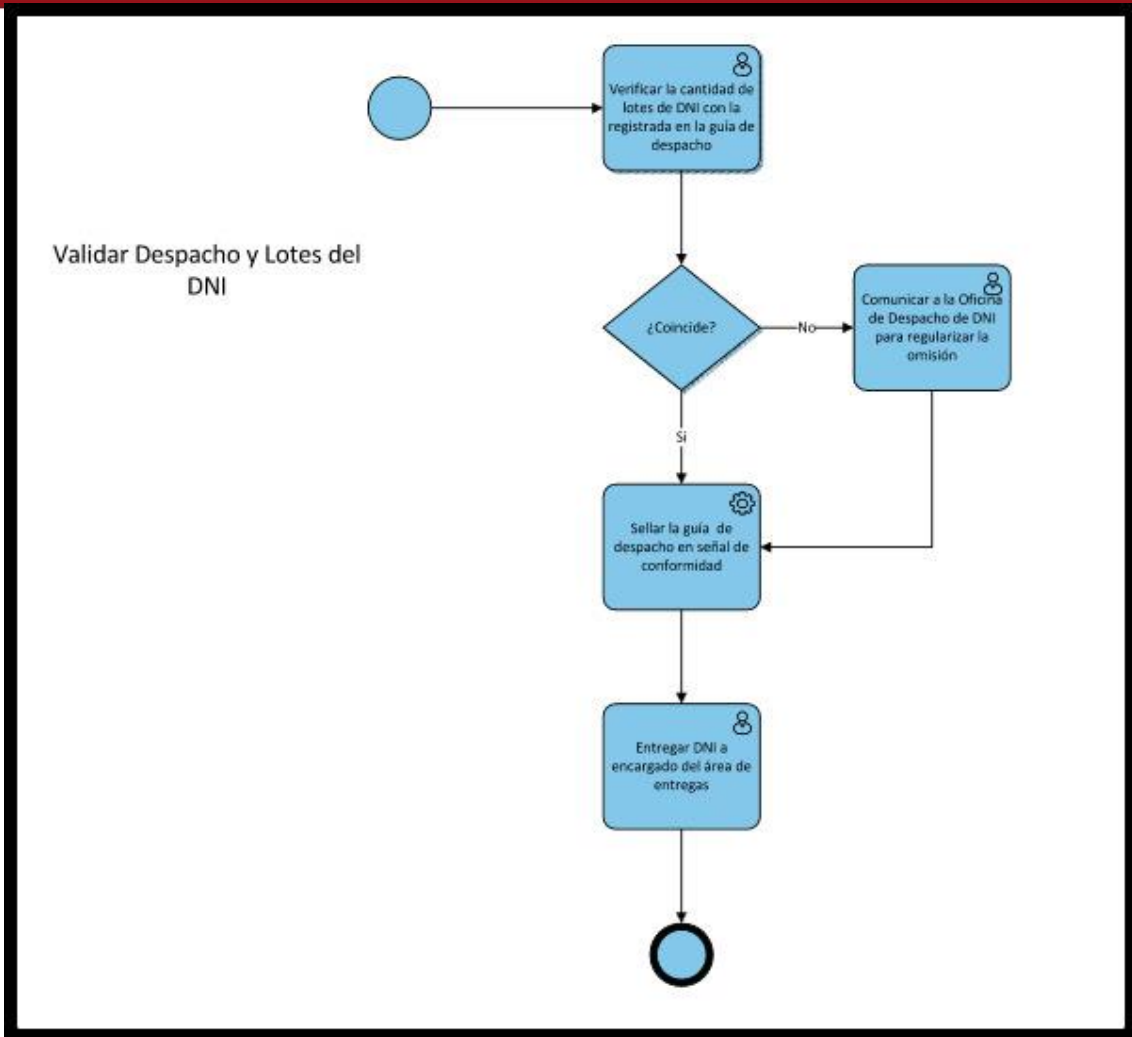 Verificar la cantidad de
lotes de DNI con la
registrada en la guía de
despacho
Validar Despacho y Lotes del
DNI
¿Coincide?
No
Comunicar a la Oficina
de Despacho de DNI
para regularizar la
omisión
Si
Sellar la guía de
despacho en señal de
conformidad
Entregar DNI a
encargado del área de
entregas